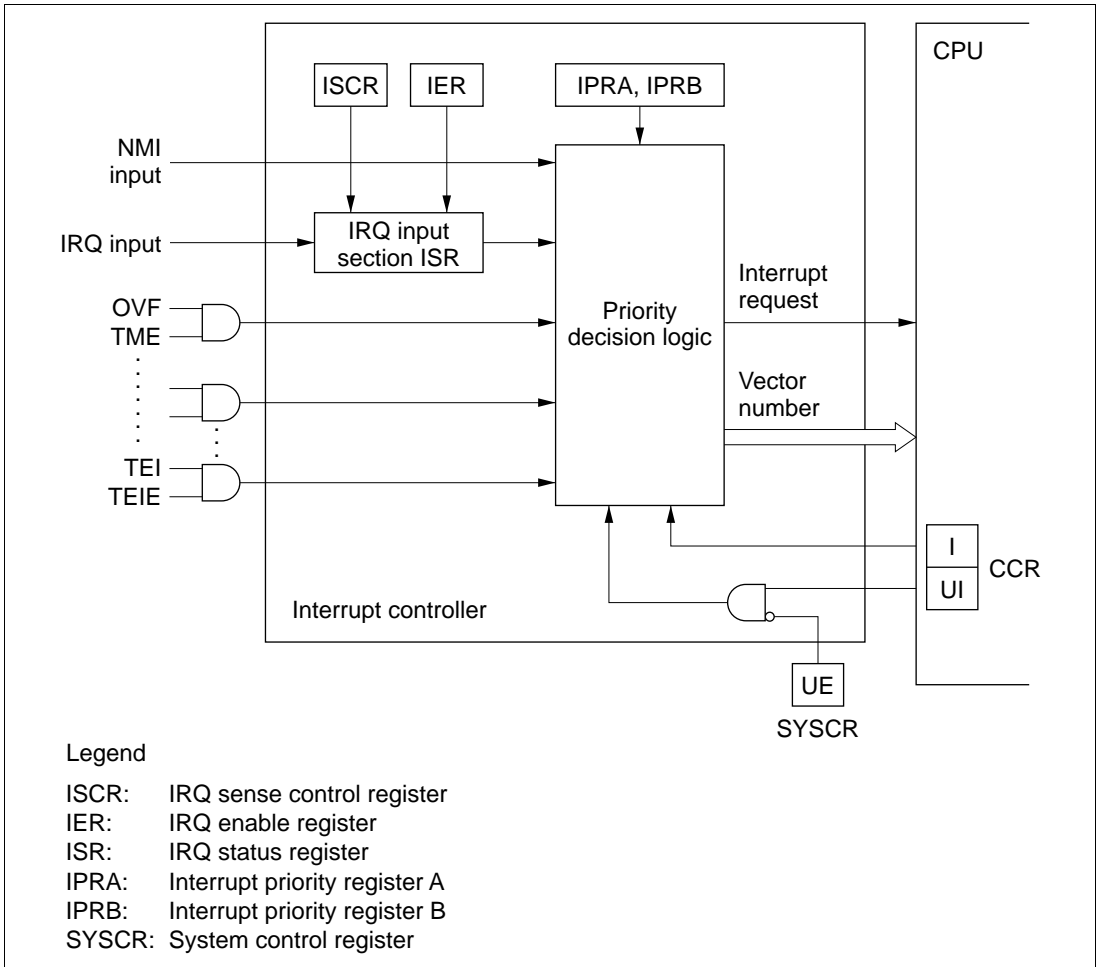 CPU
ISCR
IER
IPRA, IPRB
NMI
input
IRQ input
IRQ input
section ISR
OVF
TME
Priority
decision logic
Interrupt
request
Vector
number
TEI
TEIE
I
UI
CCR
Interrupt controller
UE
SYSCR
Legend
ISCR: IRQ sense control register
IER: IRQ enable register
ISR: IRQ status register
IPRA: Interrupt priority register A
IPRB: Interrupt priority register B
SYSCR: System control register